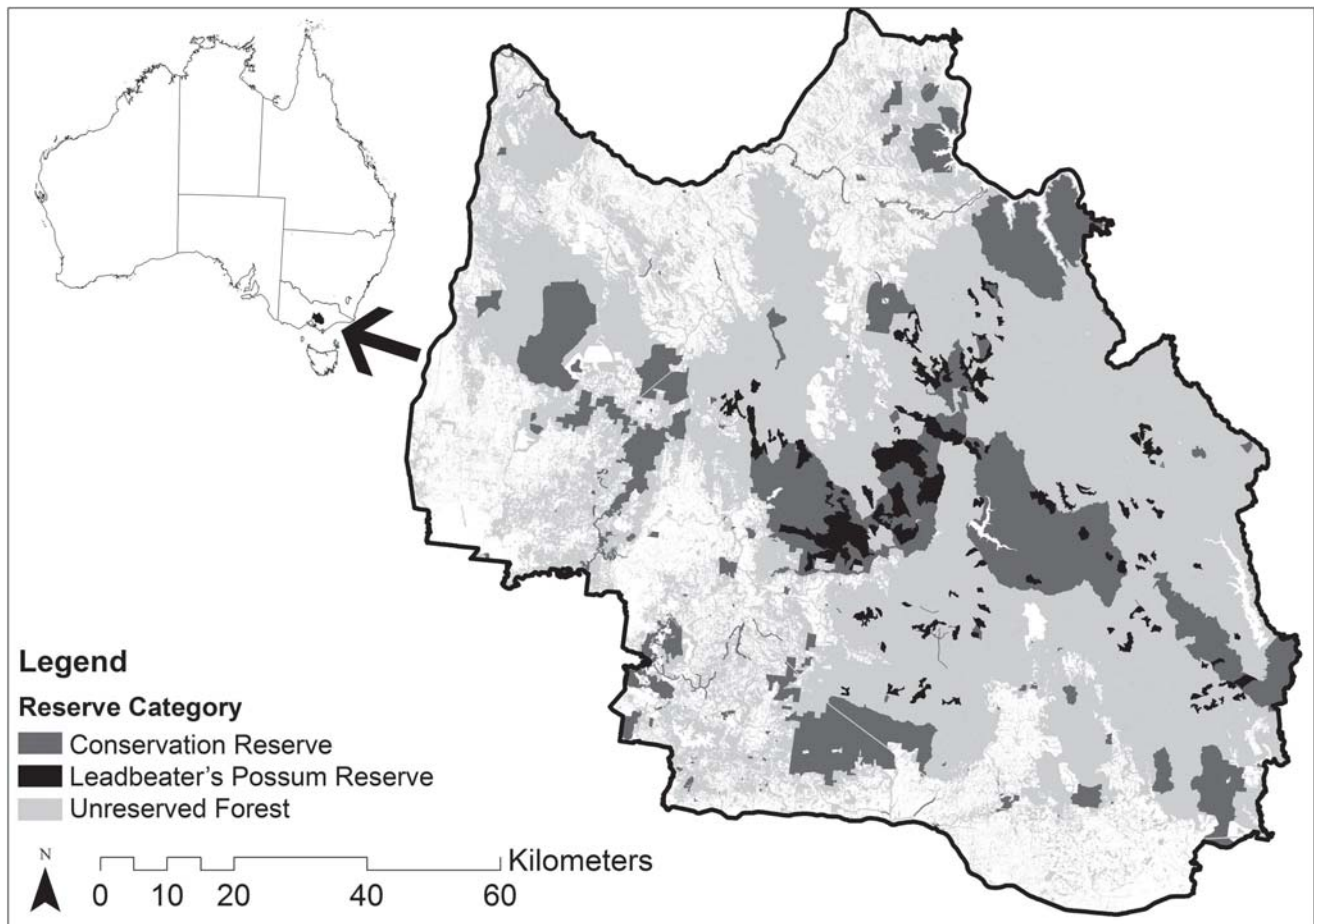 Legend
Reserve Category
Conservation Reserve
Leadbeater's Possum Reserve
Unreserved Forest
N
Kilometers
0 10 20 40 60